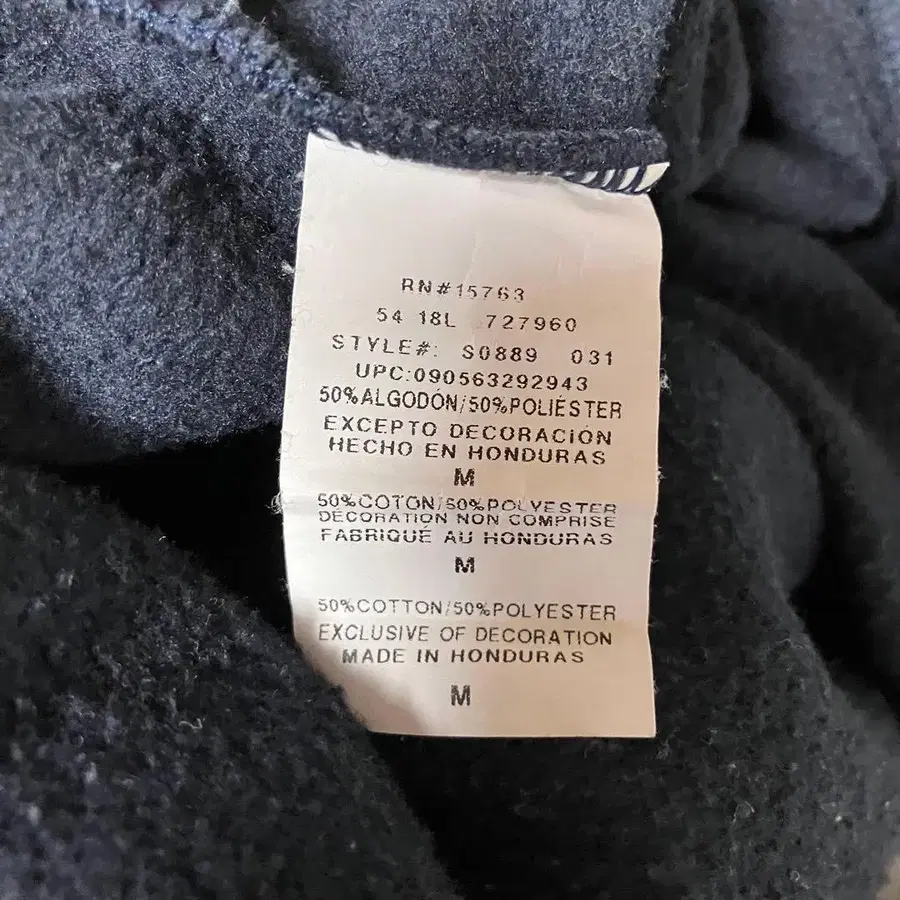 RN#15763
54 18L 727960
STYLE#: S0889 031
UPC:090563292943
50%ALGODÓN/50%POLIÉSTER
EXCEPTO DECORACIÓN
HECHO EN HONDURAS
M
50%COTON/50%POLYESTER
DÉCORATION NON COMPRISE
FABRIQUÉ AU HONDURAS
M
50%COTTON/50%POLYESTER
EXCLUSIVE OF DECORATION
MADE IN HONDURAS
M